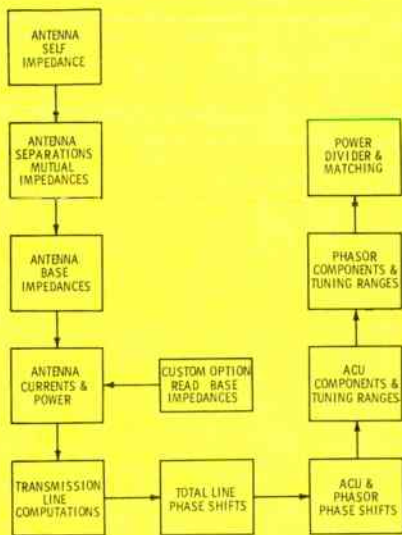 ANTENNA
SELF
IMPEDANCE
ANTENNA
SEPARATIONS
MUTUAL
IMPEDANCES
ANTENNA
BASE
IMPEDANCES
ANTENNA
CURRENTS &
POWER
CUSTOM OPTION
READ BASE
IMPEDANCES
TRANSMISSION
LINE
COMPUTATIONS
TOTAL LINE
PHASE SHIFTS
ACU &
PHASOR
PHASE SHIFTS
ACU
COMPONENTS &
TUNING RANGES
PHASOR
COMPONENTS &
TUNING RANGES
POWER
DIVIDER &
MATCHING